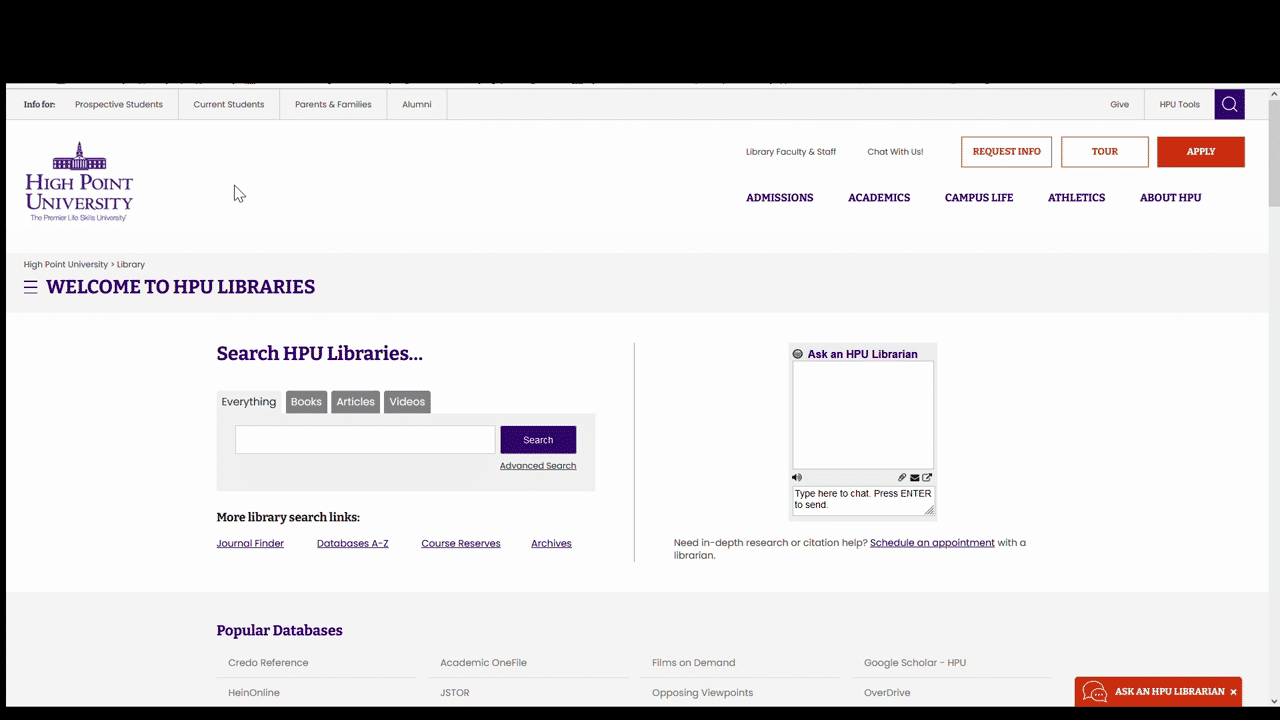 Info for: Prospective Students Current Students Parents & Families Alumni Give HPU Tools
Library Faculty & Staff Chat With Us! REQUEST INFO TOUR APPLY
HIGH POINT
UNIVERSITY
The Premier Life Skills University
ADMISSIONS ACADEMICS CAMPUS LIFE ATHLETICS ABOUT HPU
High Point University > Library
WELCOME TO HPU LIBRARIES
Search HPU Libraries...
Everything Books Articles Videos
Search
Advanced Search
More library search links:
Journal Finder Databases A-Z Course Reserves Archives
Ask an HPU Librarian
Type here to chat. Press ENTER
to send.
Need in-depth research or citation help? Schedule an appointment with a
librarian.
Popular Databases
Credo Reference Academic OneFile Films on Demand Google Scholar - HPU
HeinOnline JSTOR Opposing Viewpoints OverDrive
ASK AN HPU LIBRARIAN ×